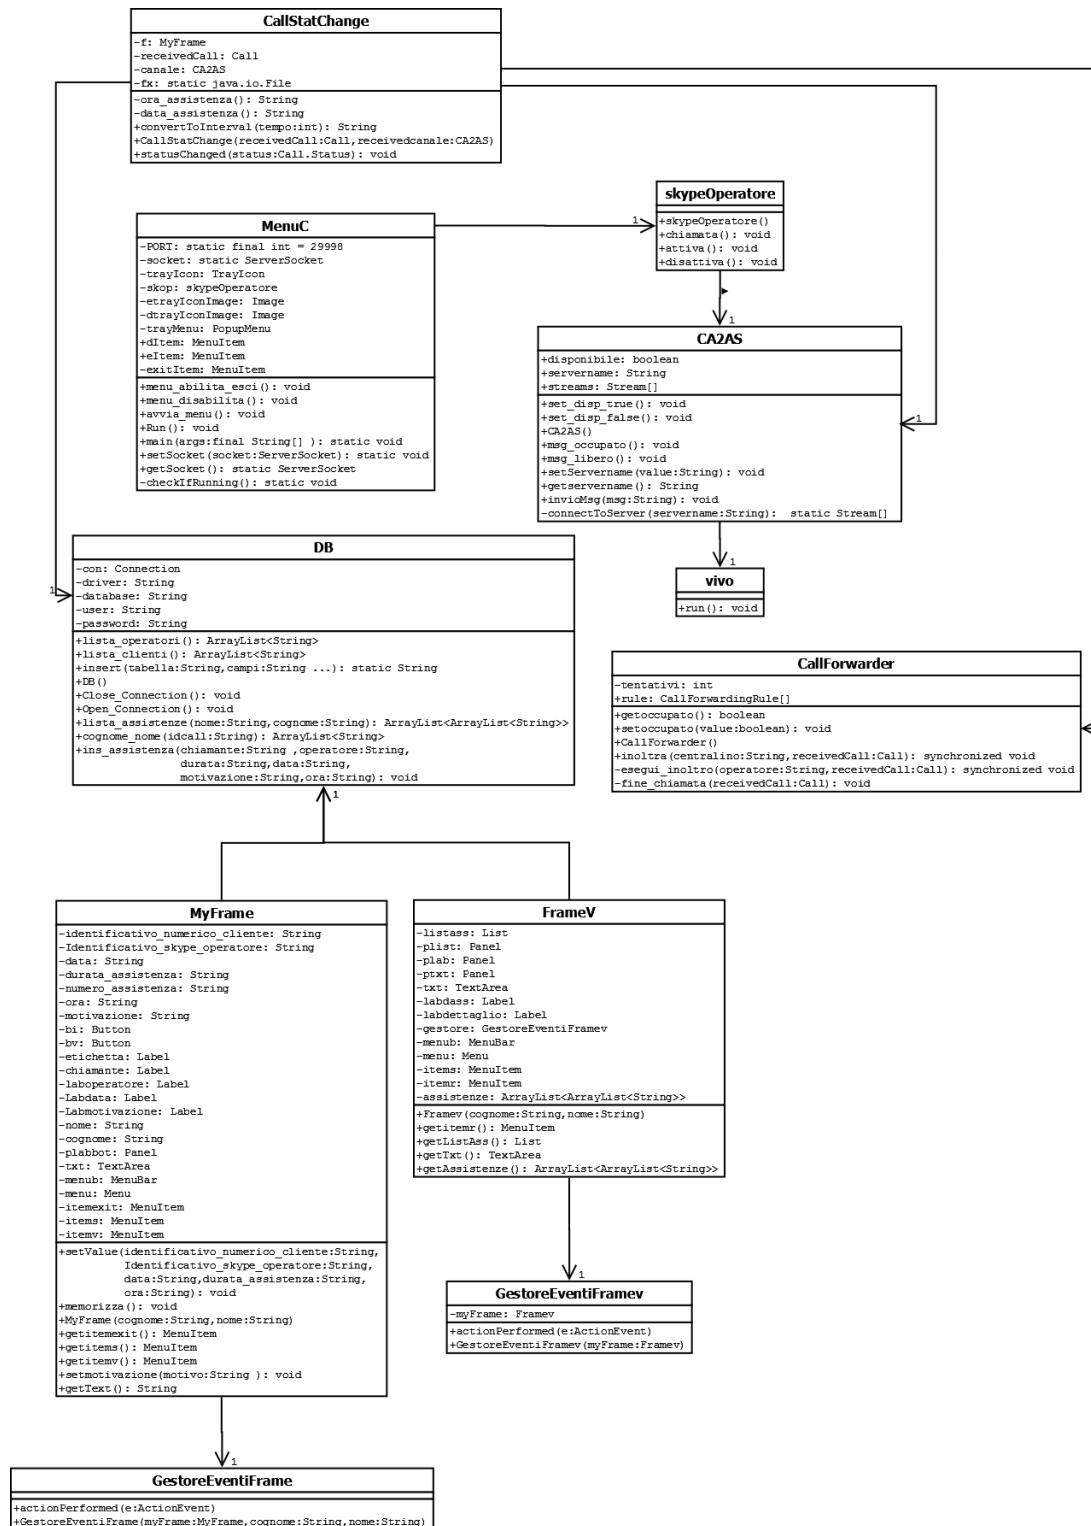 CallStatChange
-f: MyFrame
-receivedCall: Call
-canale: CA2AS
-fx: static java.io.File
-ora_assistenza(): String
-data_assistenza(): String
+convertToInterval(tempo:int): String
+CallStatChange(receivedCall:Call,receivedcanale:CA2AS)
+statusChanged(status:Call.Status): void
skypeOperatore
+skypeOperatore()
+chiamata(): void
+attiva(): void
+disattiva(): void
1
MenuC
-PORT: static final int = 29998
-socket: static ServerSocket
-trayIcon: TrayIcon
-skop: skypeOperatore
-etrayIconImage: Image
-dtrayIconImage: Image
-trayMenu: PopupMenu
+dItem: MenuItem
+eItem: MenuItem
-exitItem: MenuItem
+menu_abilita_esci: void
+menu_disabilita(): void
+avvia_menu(): void
+Run(): void
+main(args:final String[] ): static void
+setSocket(socket:ServerSocket): static void
+getSocket(): static ServerSocket
-checkIfRunning(): static void
1
CA2AS
+disponibile: boolean
+servername: String
+streams: Stream[]
+set_disp_true(): void
+set_disp_false(): void
+CA2AS()
+msg_occupato(): void
+msg_libero(): void
+setServername(value:String): void
+getservername(): String
+invioMsg(msg:String): void
-connectToServer(servername:String):  static Stream[]
1
1
vivo
+run(): void
DB
-con: Connection
-driver: String
-database: String
-user: String
-password: String
+lista_operatori(): ArrayList<String>
+lista_clienti(): ArrayList<String>
+insert(tabella:String,campi:String ...): static String
+DB()
+Close_Connection(): void
+Open_Connection(): void
+lista_assistenze(nome:String,cognome:String): ArrayList<ArrayList<String>>
+cognome_nome(idcall:String): ArrayList<String>
+ins_assistenza(chiamante:String ,operatore:String,
durata:String,data:String,
motivazione:String,ora:String): void
1
1
CallForwarder
-tentativi: int
+rule: CallForwardingRule[]
+getoccupato(): boolean
+setoccupato(value:boolean): void
+CallForwarder()
+inoltra(centralino:String,receivedCall:Call): synchronized void
-esegui_inoltro(operatore:String,receivedCall:Call): synchronized void
-fine_chiamata(receivedCall:Call): void
MyFrame
-identificativo_numerico_cliente: String
-Identificativo_skype_operatore: String
-data: String
-durata_assistenza: String
-numero_assistenza: String
-ora: String
-motivazione: String
-bi: Button
-bv: Button
-etichetta: Label
-chiamante: Label
-laboperatore: Label
-Labdata: Label
-Labmotivazione: Label
-nome: String
-cognome: String
-plabbot: Panel
-txt: TextArea
-menub: MenuBar
-menu: Menu
-itemexit: MenuItem
-items: MenuItem
-itemv: MenuItem
+setValue(identificativo_numerico_cliente:String,
Identificativo_skype_operatore:String,
data:String,durata_assistenza:String,
ora:String): void
+memorizza(): void
+MyFrame(cognome:String,nome:String)
+getitemexit(): MenuItem
+getitems(): MenuItem
+getitemv(): MenuItem
+setmotivazione(motivo:String ): void
+getText(): String
FrameV
-listass: List
-plist: Panel
-plab: Panel
-ptxt: Panel
-txt: TextArea
-labdass: Label
-labdettaglio: Label
-gestore: GestoreEventiFramev
-menub: MenuBar
-menu: Menu
-items: MenuItem
-itemr: MenuItem
-assistenze: ArrayList<ArrayList<String>>
+Framev(cognome:String,nome:String)
+getitemr(): MenuItem
+getListAss(): List
+getTxt(): TextArea
+getAssistenze(): ArrayList<ArrayList<String>>
1
GestoreEventiFramev
-myFrame: Framev
+actionPerformed(e:ActionEvent)
+GestoreEventiFramev(myFrame:Framev)
1
GestoreEventiFrame
+actionPerformed(e:ActionEvent)
+GestoreEventiFrame(myFrame:MyFrame,cognome:String,nome:String)